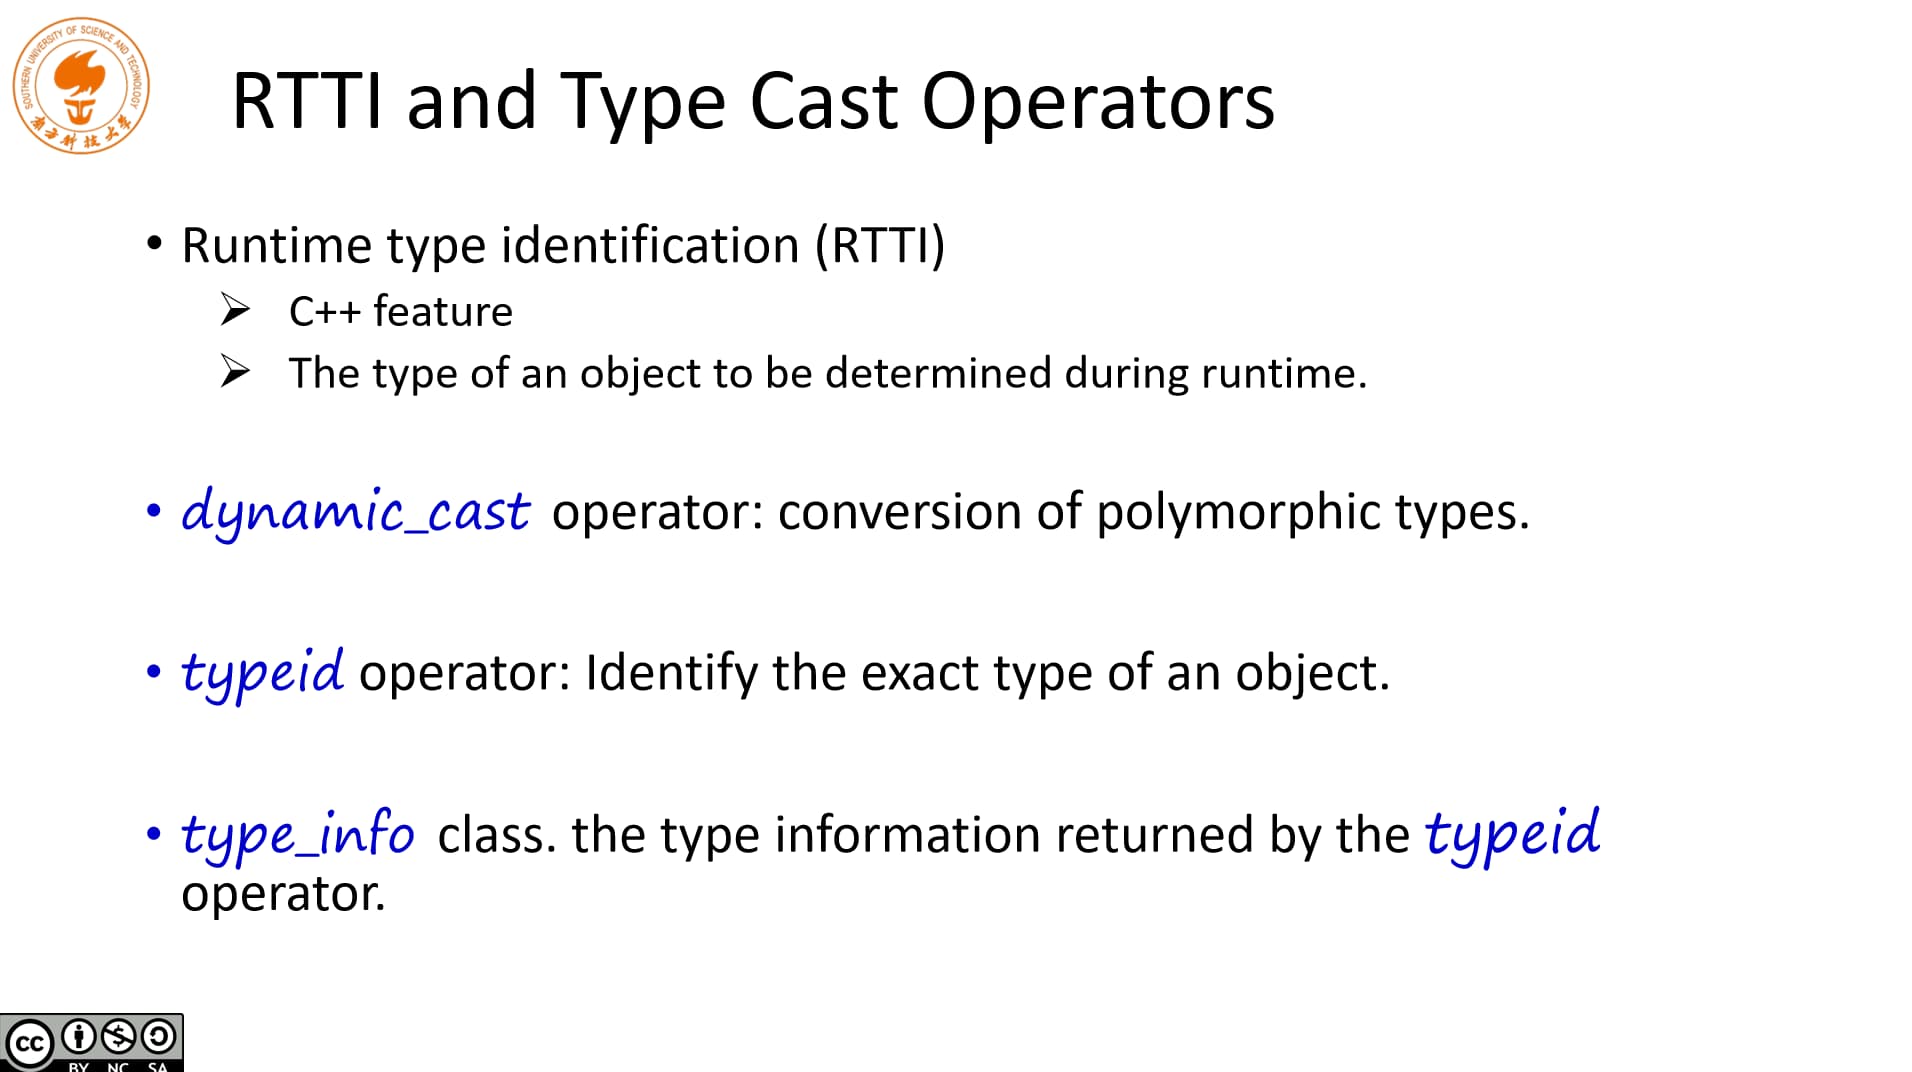 SOUTHERN UNIVERSITY OF SCIENCE AND TECHNOLOGY
南方科技大学
RTTI and Type Cast Operators
• Runtime type identification (RTTI)
➢ C++ feature
➢ The type of an object to be determined during runtime.
• dynamic_cast operator: conversion of polymorphic types.
• typeid operator: Identify the exact type of an object.
• type_info class. the type information returned by the typeid
operator.
cc
BY NC SA